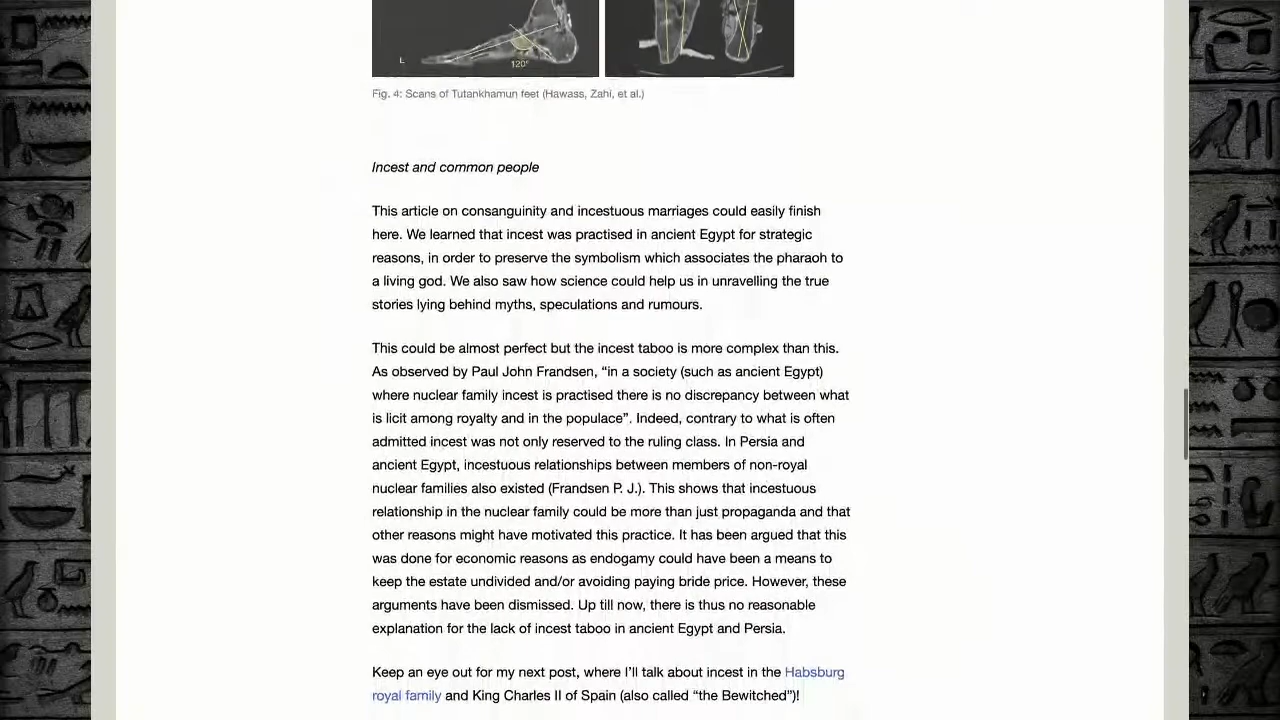 L
120°
Fig. 4: Scans of Tutankhamun feet (Hawass, Zahi, et al.)
Incest and common people
This article on consanguinity and incestuous marriages could easily finish
here. We learned that incest was practised in ancient Egypt for strategic
reasons, in order to preserve the symbolism which associates the pharaoh to
a living god. We also saw how science could help us in unravelling the true
stories lying behind myths, speculations and rumours.
This could be almost perfect but the incest taboo is more complex than this.
As observed by Paul John Frandsen, “in a society (such as ancient Egypt)
where nuclear family incest is practised there is no discrepancy between what
is licit among royalty and in the populace”. Indeed, contrary to what is often
admitted incest was not only reserved to the ruling class. In Persia and
ancient Egypt, incestuous relationships between members of non-royal
nuclear families also existed (Frandsen P. J.). This shows that incestuous
relationship in the nuclear family could be more than just propaganda and that
other reasons might have motivated this practice. It has been argued that this
was done for economic reasons as endogamy could have been a means to
keep the estate undivided and/or avoiding paying bride price. However, these
arguments have been dismissed. Up till now, there is thus no reasonable
explanation for the lack of incest taboo in ancient Egypt and Persia.
Keep an eye out for my next post, where I’ll talk about incest in the Habsburg
royal family and King Charles II of Spain (also called “the Bewitched”)!